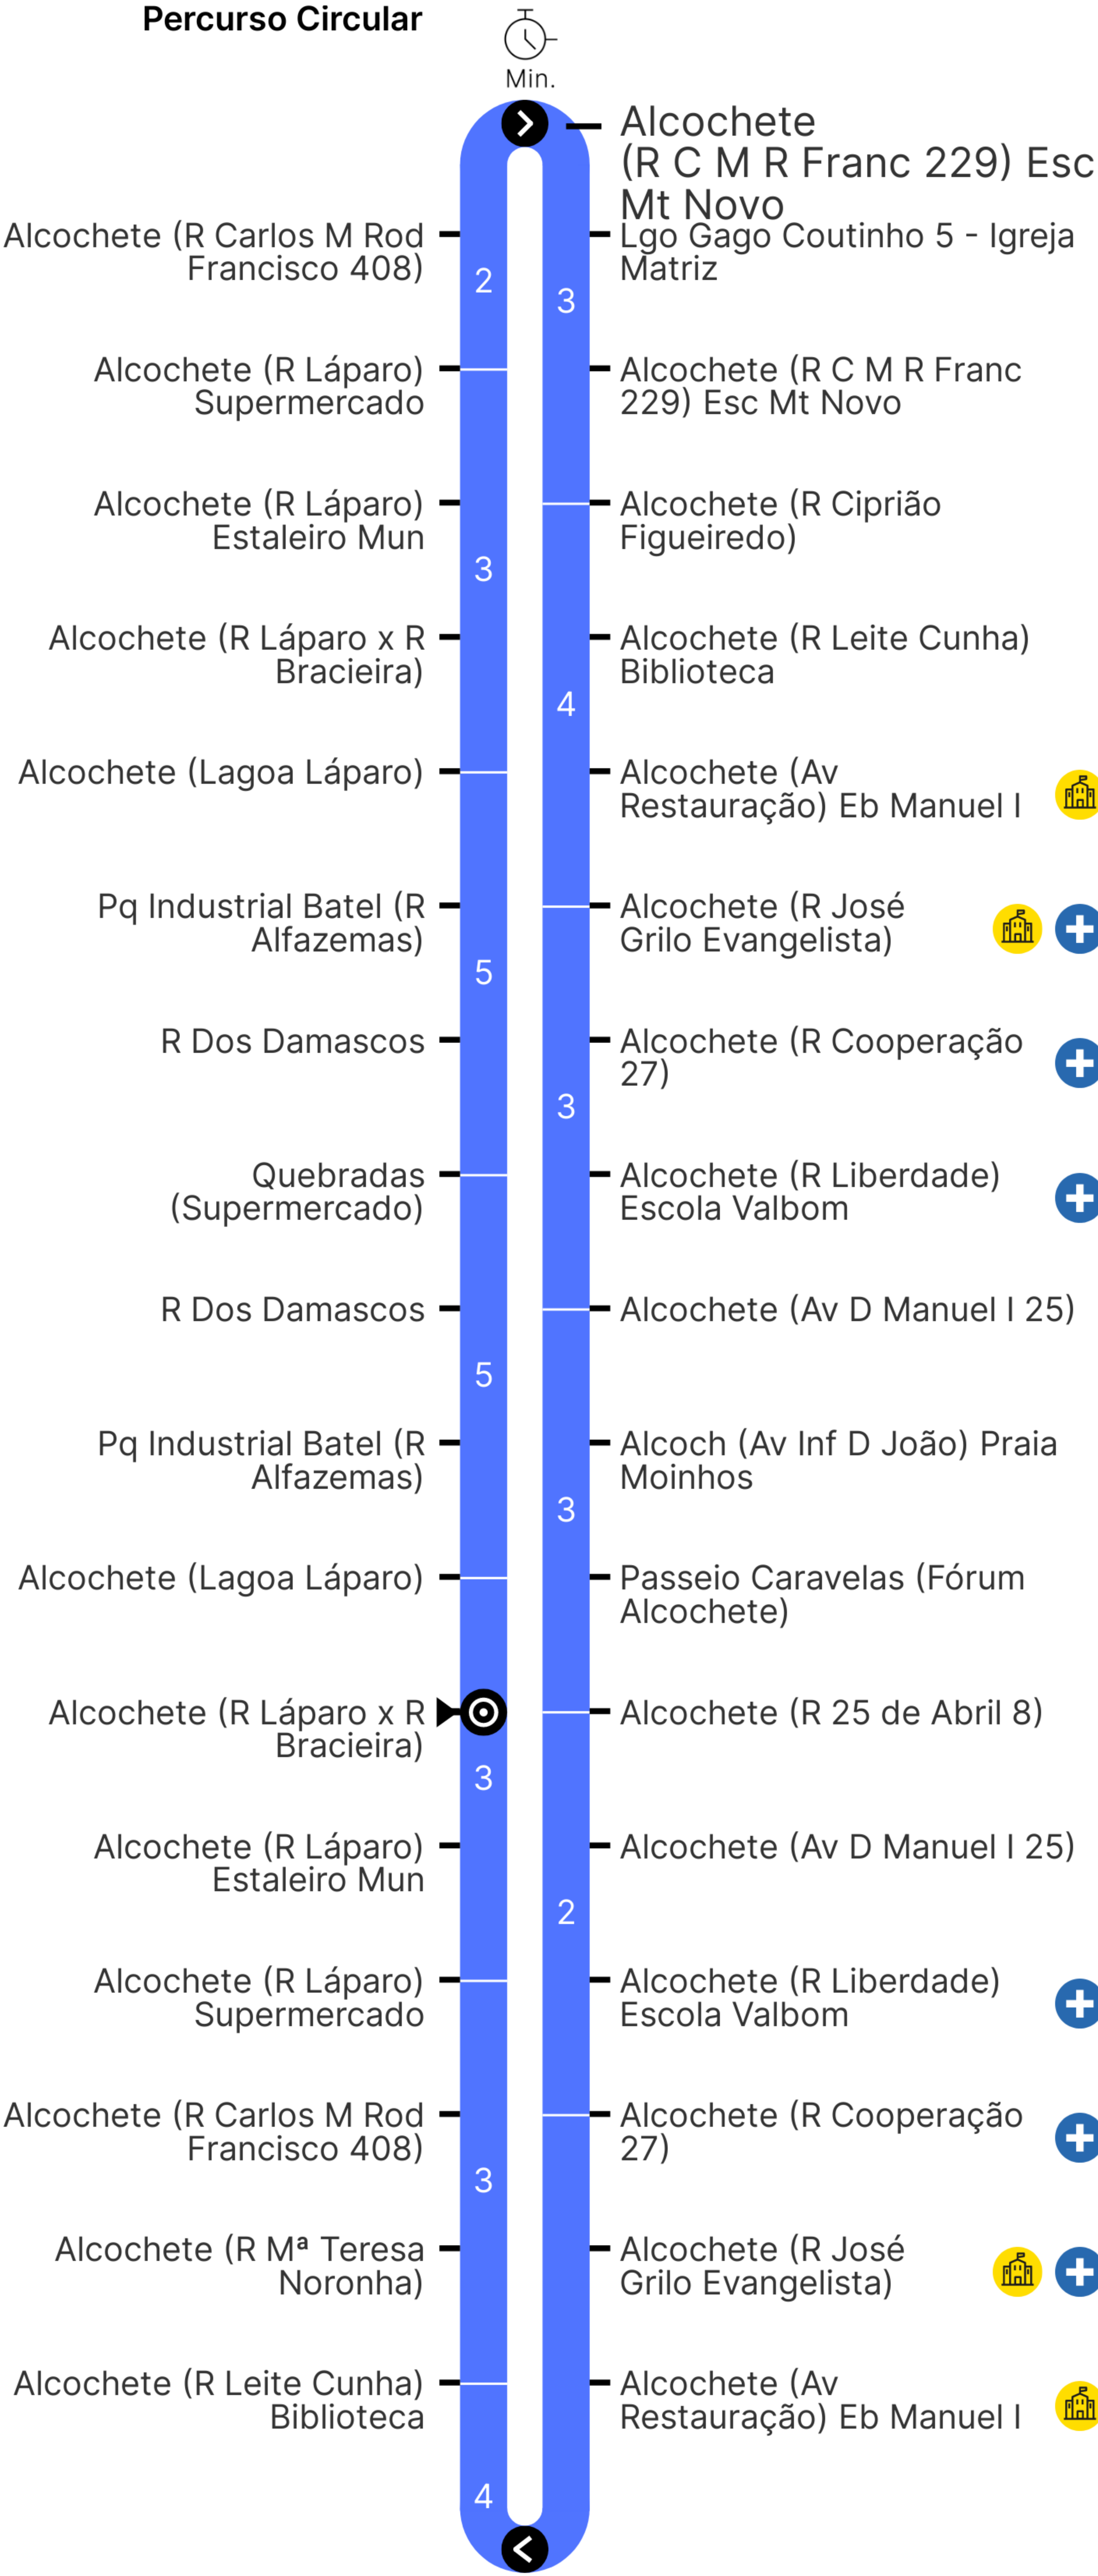 Percurso Circular
Min.
Alcochete
(R C M R Franc 229) Esc
Mt Novo
Lgo Gago Coutinho 5 - Igreja
Matriz
3
Alcochete (R C M R Franc
229) Esc Mt Novo
Alcochete (R Ciprião
Figueiredo)
Alcochete (R Leite Cunha)
Biblioteca
4
Alcochete (Av
Restauração) Eb Manuel I
Alcochete (R José
Grilo Evangelista)
Alcochete (R Cooperação
27)
3
Alcochete (R Liberdade)
Escola Valbom
Alcochete (Av D Manuel I 25)
Alcoch (Av Inf D João) Praia
Moinhos
3
Passeio Caravelas (Fórum
Alcochete)
Alcochete (R 25 de Abril 8)
Alcochete (Av D Manuel I 25)
2
Alcochete (R Liberdade)
Escola Valbom
Alcochete (R Cooperação
27)
Alcochete (R José
Grilo Evangelista)
Alcochete (Av
Restauração) Eb Manuel I
Alcochete (R Carlos M Rod
Francisco 408)
2
Alcochete (R Láparo)
Supermercado
Alcochete (R Láparo)
Estaleiro Mun
3
Alcochete (R Láparo x R
Bracieira)
Alcochete (Lagoa Láparo)
Pq Industrial Batel (R
Alfazemas)
5
R Dos Damascos
Quebradas
(Supermercado)
R Dos Damascos
5
Pq Industrial Batel (R
Alfazemas)
Alcochete (Lagoa Láparo)
Alcochete (R Láparo x R
Bracieira)
3
Alcochete (R Láparo)
Estaleiro Mun
Alcochete (R Láparo)
Supermercado
Alcochete (R Carlos M Rod
Francisco 408)
3
Alcochete (R Mª Teresa
Noronha)
Alcochete (R Leite Cunha)
Biblioteca
4